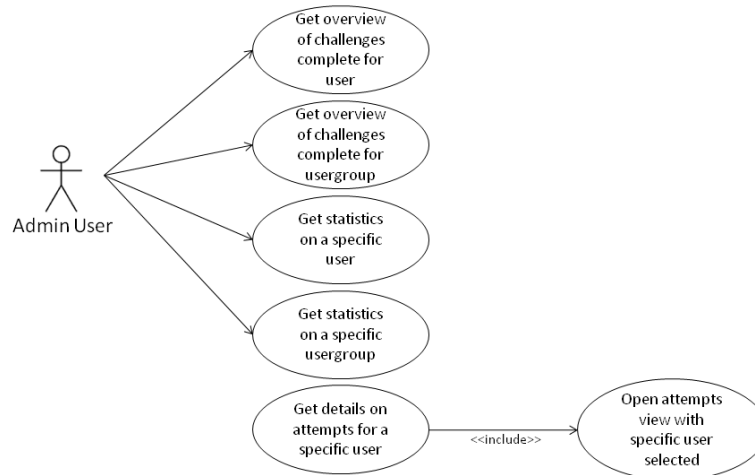 Get overview
of challenges
complete for
user
Get overview
of challenges
complete for
usergroup
Admin User
Get statistics
on a specific
user
Get statistics
on a specific
usergroup
Get details on
attempts for a
specific user
<<include>>
Open attempts
view with
specific user
selected